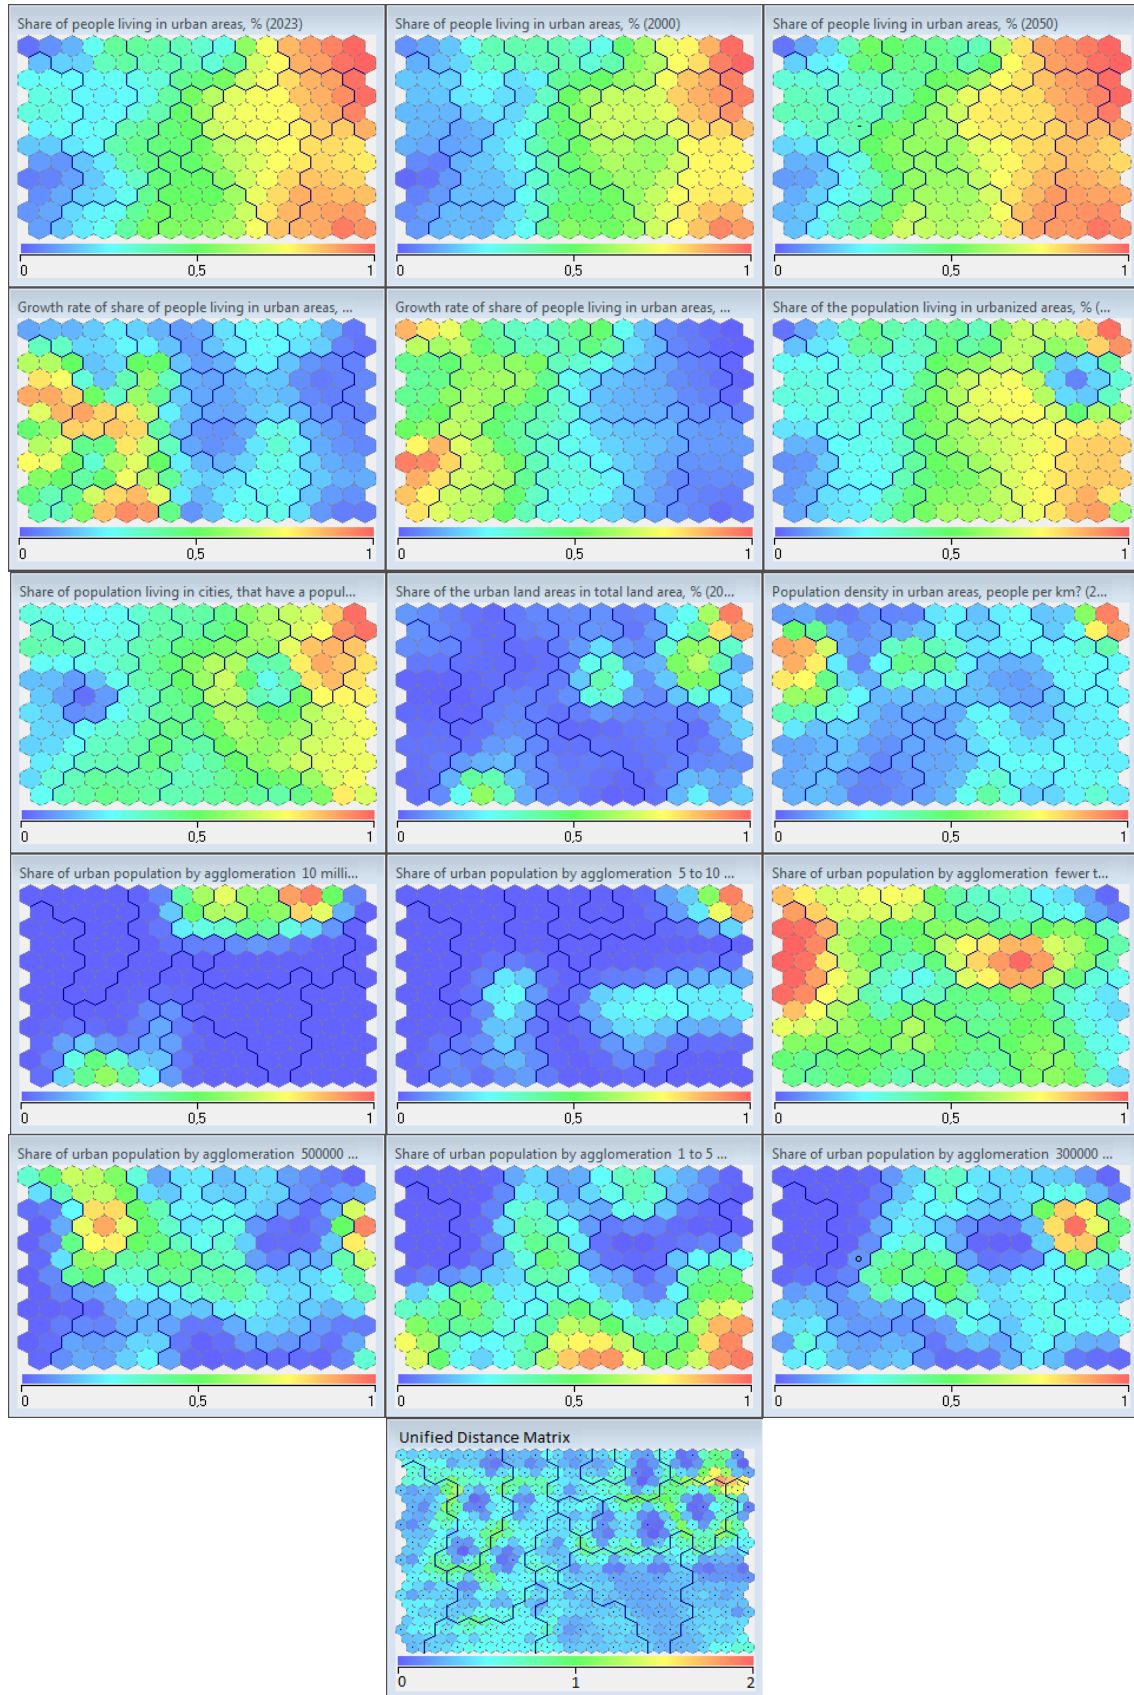 Share of people living in urban areas, % (2023)
Share of people living in urban areas, % (2000)
Share of people living in urban areas, % (2050)
0 0,5 1
0 0,5 1
0 0,5 1
Growth rate of share of people living in urban areas, ...
Growth rate of share of people living in urban areas, ...
Share of the population living in urbanized areas, % (...
0 0,5 1
0 0,5 1
0 0,5 1
Share of population living in cities, that have a popul...
Share of the urban land areas in total land area, % (20...
Population density in urban areas, people per km? (2...
0 0,5 1
0 0,5 1
0 0,5 1
Share of urban population by agglomeration 10 milli...
Share of urban population by agglomeration 5 to 10 ...
Share of urban population by agglomeration fewer t...
0 0,5 1
0 0,5 1
0 0,5 1
Share of urban population by agglomeration 500000 ...
Share of urban population by agglomeration 1 to 5 ...
Share of urban population by agglomeration 300000 ...
0 0,5 1
0 0,5 1
0 0,5 1
Unified Distance Matrix
0 1 2